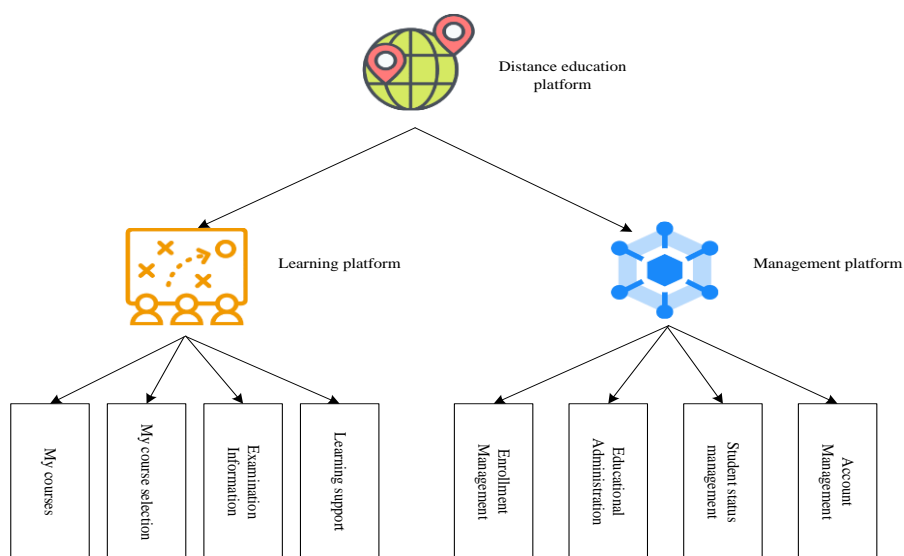 Distance education
platform
Learning platform
Management platform
My courses
My course selection
Examination
Information
Learning support
Enrollment
Management
Educational
Administration
Student status
management
Account
Management